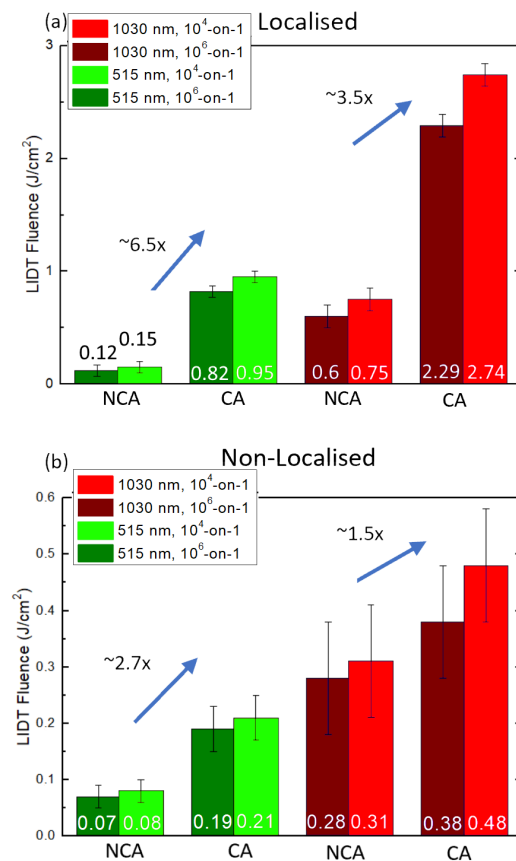 (a) Localised
1030 nm, 10⁴-on-1
1030 nm, 10⁶-on-1
515 nm, 10⁴-on-1
515 nm, 10⁶-on-1
~3.5x
~6.5x
LIDT Fluence (J/cm²)
3
2
1
0
0.12 0.15
0.82 0.95 0.6 0.75 2.29 2.74
NCA CA NCA CA
(b) Non-Localised
1030 nm, 10⁴-on-1
1030 nm, 10⁶-on-1
515 nm, 10⁴-on-1
515 nm, 10⁶-on-1
~1.5x
~2.7x
LIDT Fluence (J/cm²)
0.6
0.5
0.4
0.3
0.2
0.1
0.0
0.07 0.08 0.19 0.21 0.28 0.31 0.38 0.48
NCA CA NCA CA